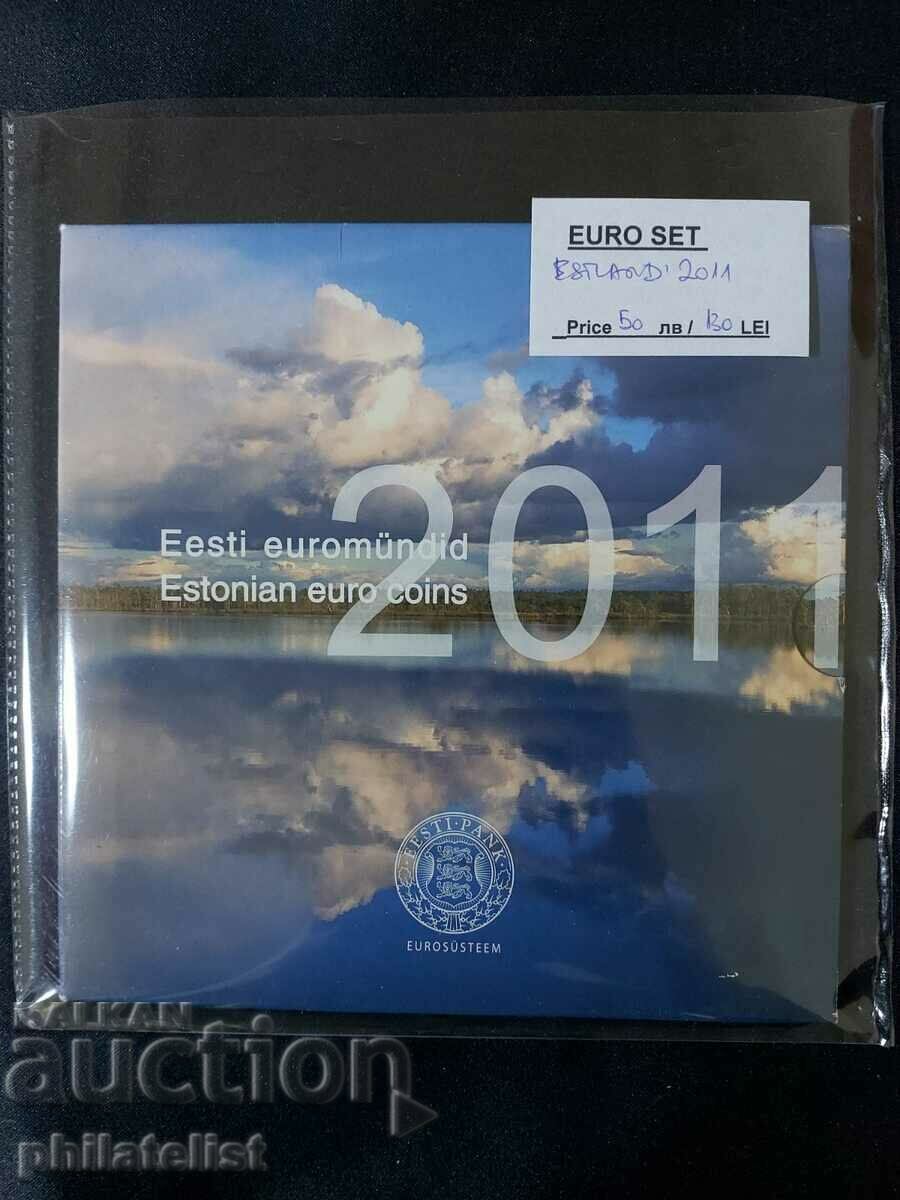 EURO SET
ESTLAND' 2011
Price 50 лв / 130 LEI
2011
Eesti euromündid
Estonian euro coins
EESTI·PANK
EUROSÜSTEEM
BALKAN
auction
philatelist